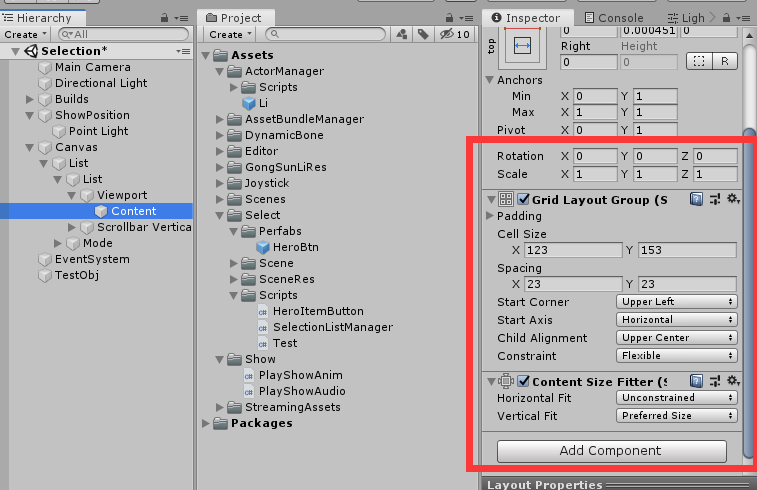 Hierarchy
Create
Selection*
Main Camera
Directional Light
Builds
ShowPosition
Point Light
Canvas
List
List
Viewport
Content
Scrollbar Vertica
Mode
EventSystem
TestObj
Project
Create
10
Assets
ActorManager
Scripts
Li
AssetBundleManager
DynamicBone
Editor
GongSunLiRes
Joystick
Scenes
Select
Perfabs
HeroBtn
Scene
SceneRes
Scripts
HeroItemButton
SelectionListManager
Test
Show
PlayShowAnim
PlayShowAudio
StreamingAssets
Packages
Inspector Console Ligh
top 0 0.000451 0
Right Height
0 0 R
Anchors
Min X 0 Y 1
Max X 1 Y 1
Pivot X 0 Y 1
Rotation X 0 Y 0 Z 0
Scale X 1 Y 1 Z 1
Grid Layout Group (S
Padding
Cell Size
X 123 Y 153
Spacing
X 23 Y 23
Start Corner Upper Left
Start Axis Horizontal
Child Alignment Upper Center
Constraint Flexible
Content Size Fitter (S
Horizontal Fit Unconstrained
Vertical Fit Preferred Size
Add Component
Layout Properties